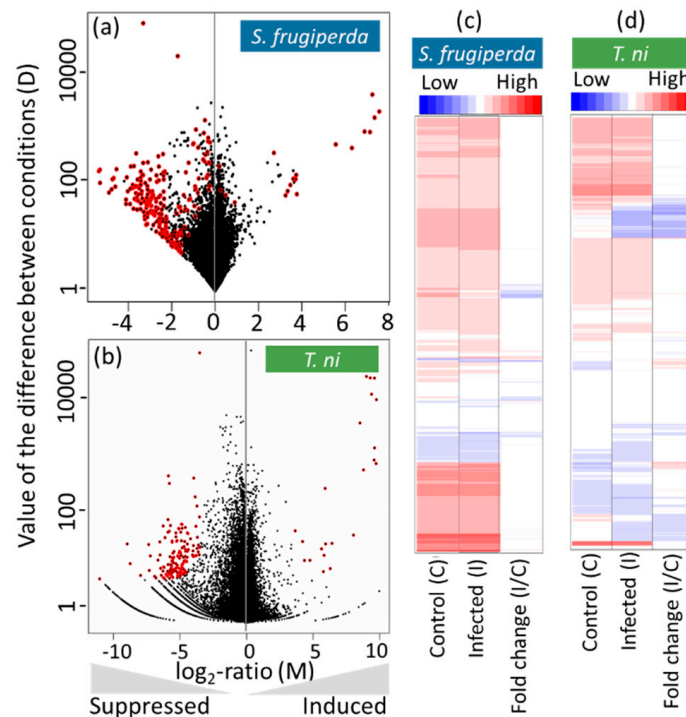 (a)
S. frugiperda
Value of the difference between conditions (D)
10000
100
1
-4 -2 0 2 4 6 8
(b)
T. ni
10000
100
1
-10 -5 0 5 10
log₂-ratio (M)
Suppressed Induced
(c)
S. frugiperda
Low High
Control (C)
Infected (I)
Fold change (I/C)
(d)
T. ni
Low High
Control (C)
Infected (I)
Fold change (I/C)